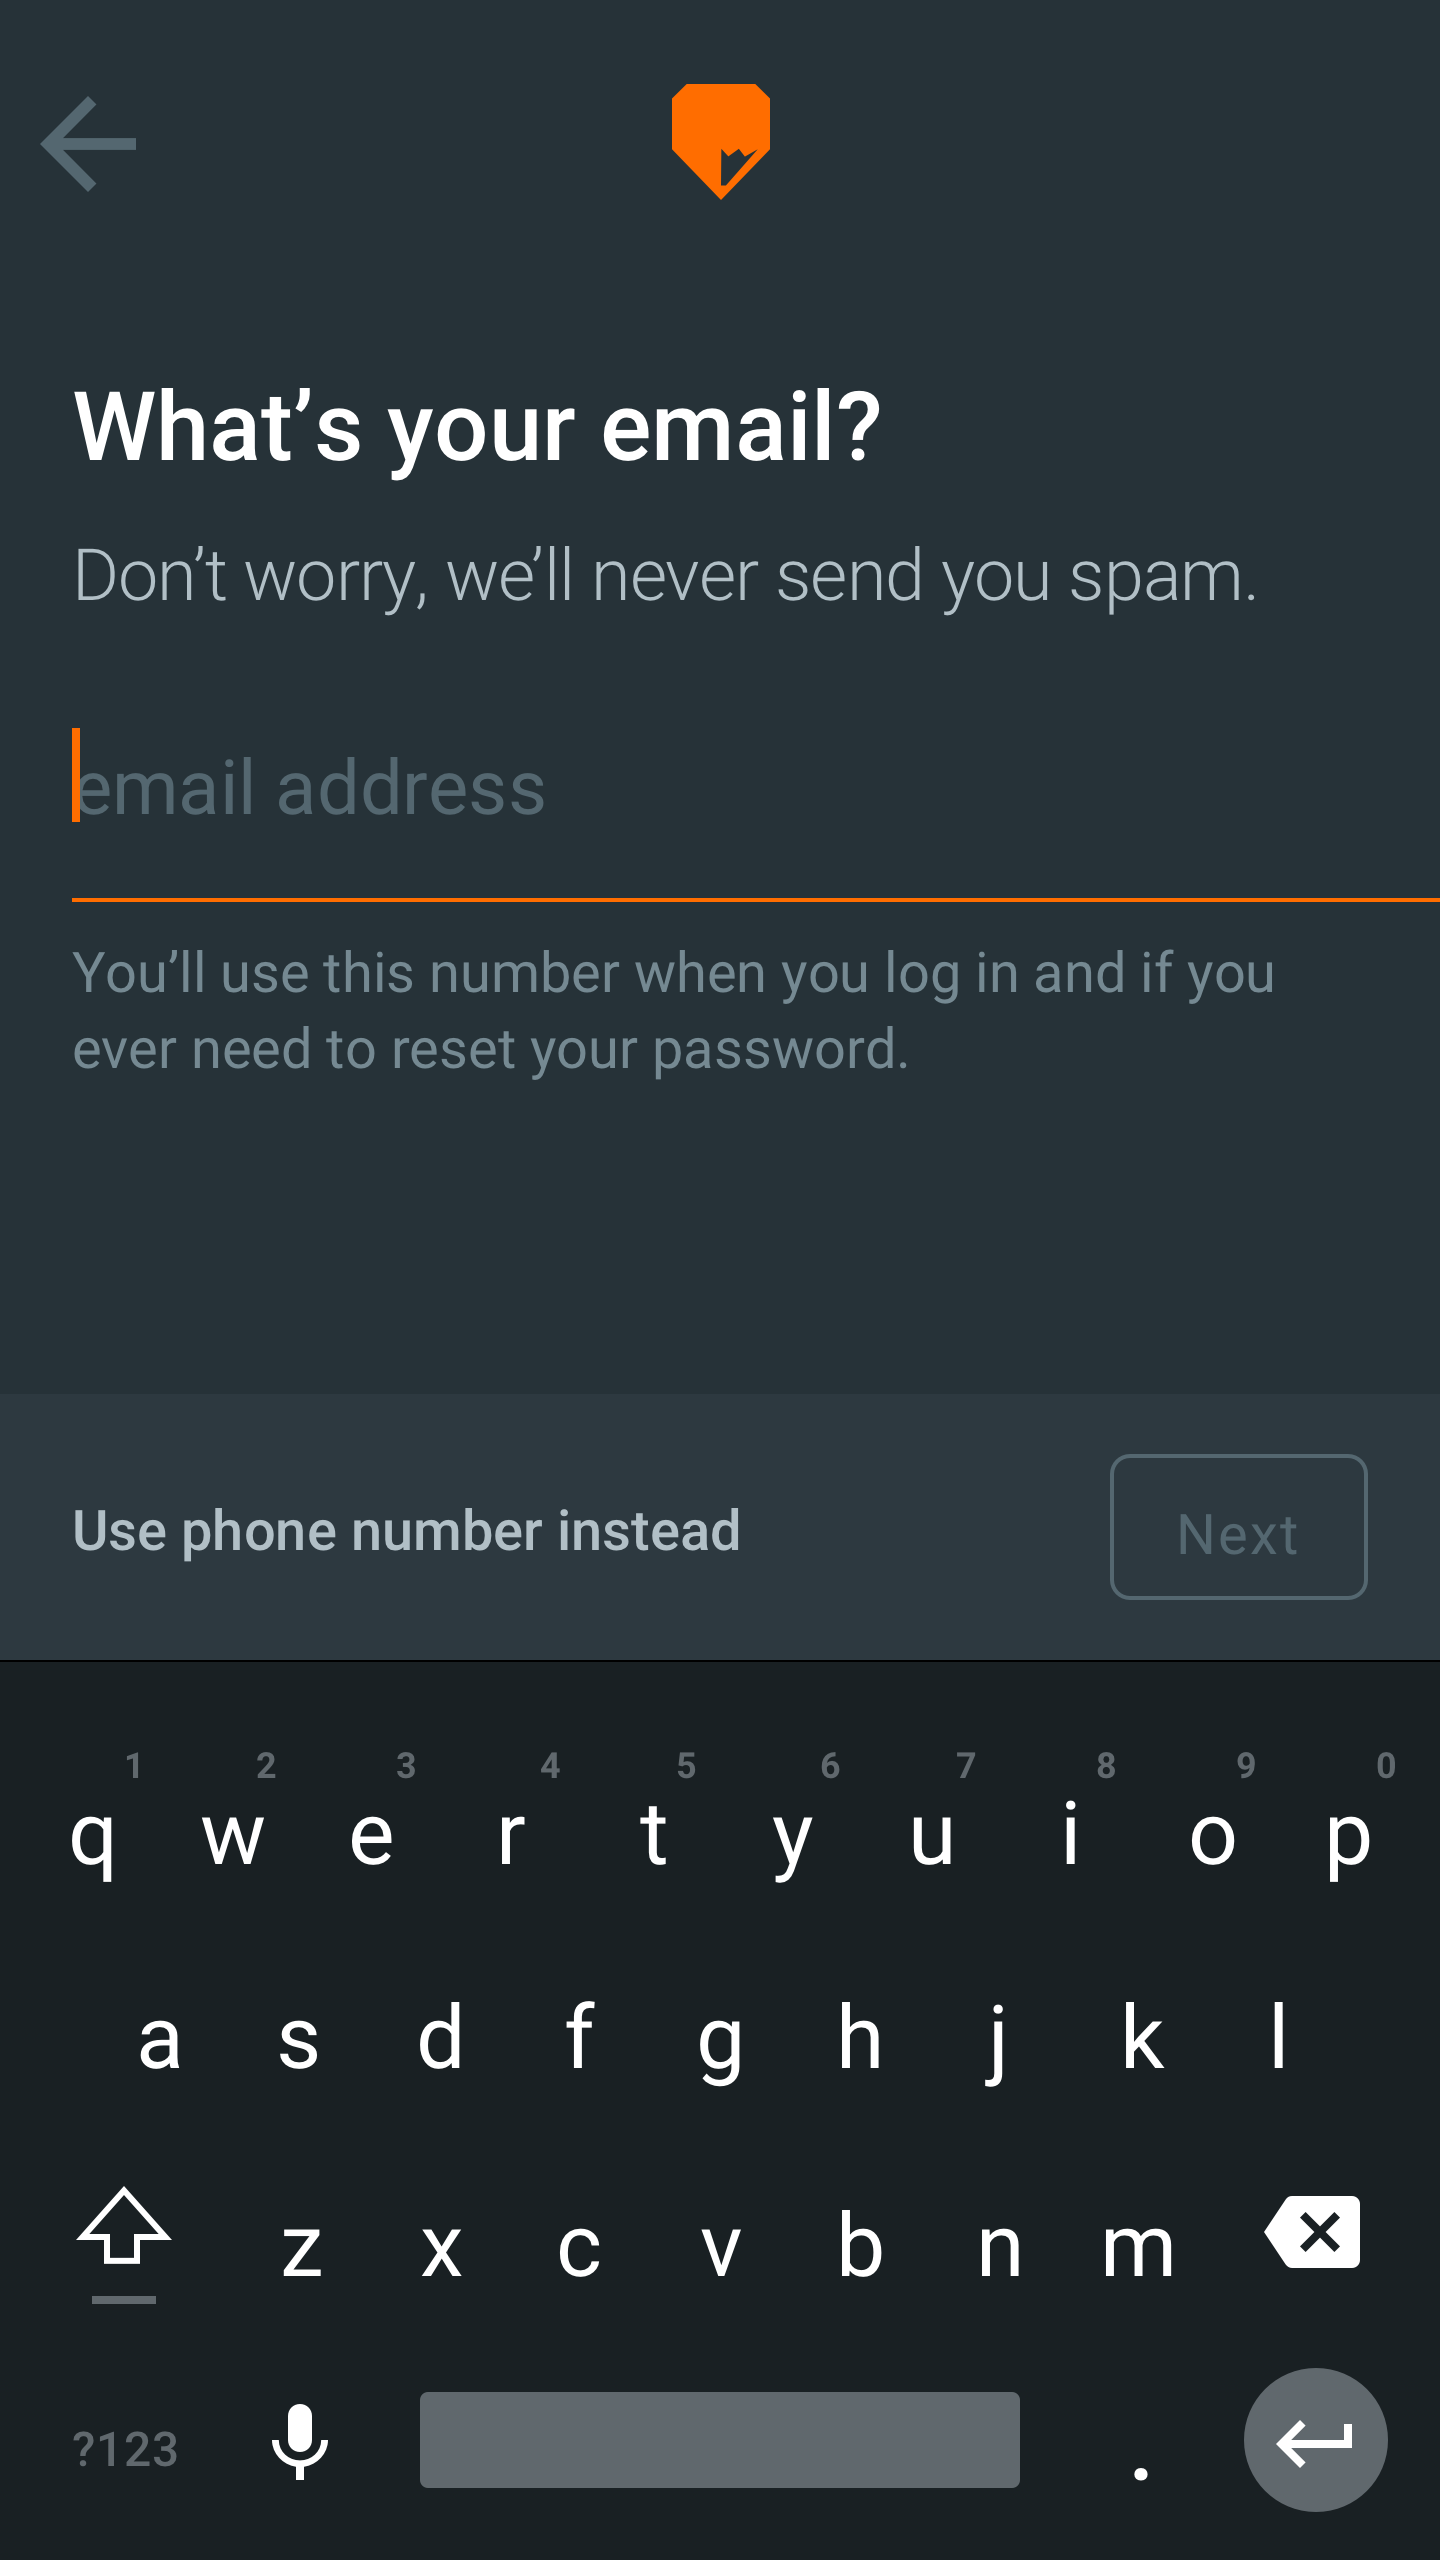 What’s your email?
Don’t worry, we’ll never send you spam.
email address
You’ll use this number when you log in and if you
ever need to reset your password.
Use phone number instead
Next
1 2 3 4 5 6 7 8 9 0
q w e r t y u i o p
a s d f g h j k l
z x c v b n m
?123 .